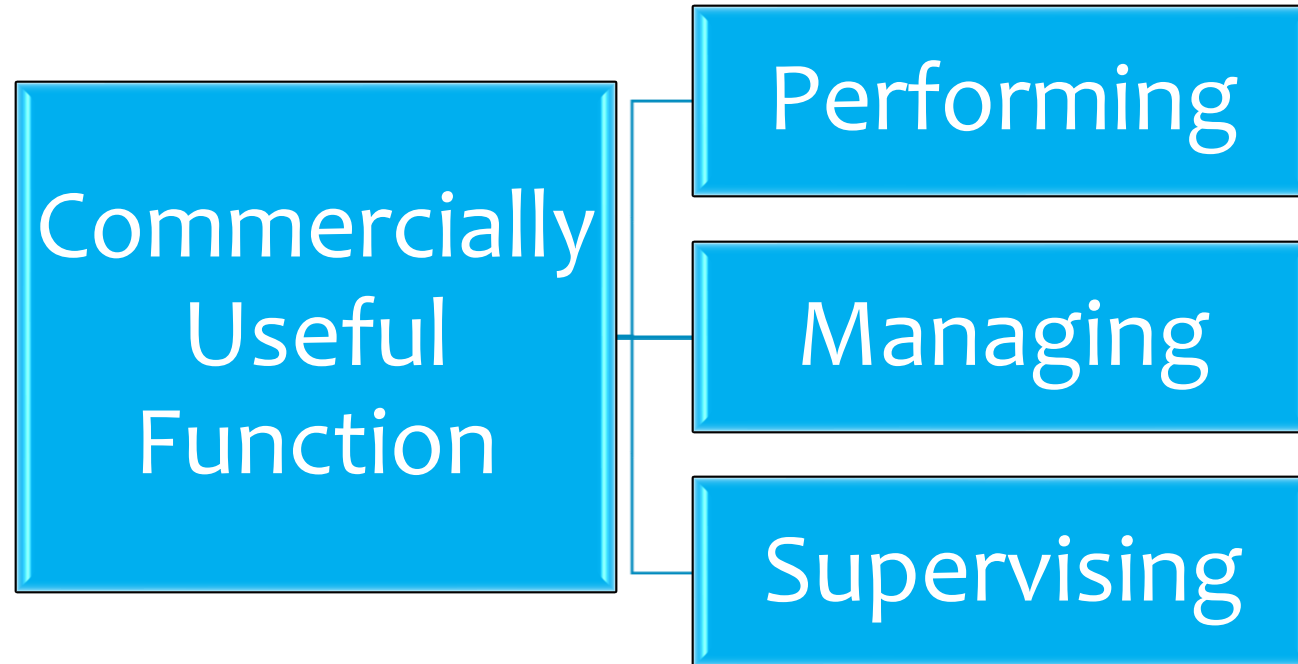 Commercially
Useful
Function
Performing
Managing
Supervising